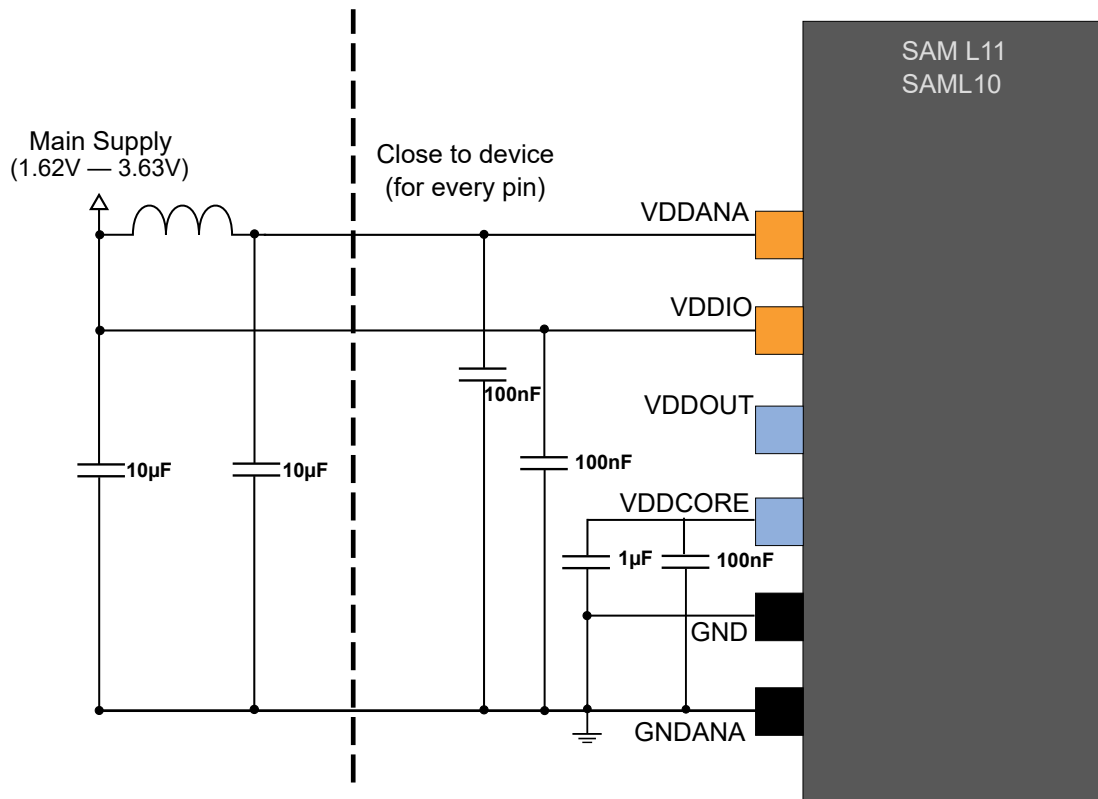 SAM L11
SAML10
Main Supply
(1.62V — 3.63V)
Close to device
(for every pin)
VDDANA
VDDIO
100nF
VDDOUT
10µF
10µF
100nF
VDDCORE
1µF
100nF
GND
GNDANA